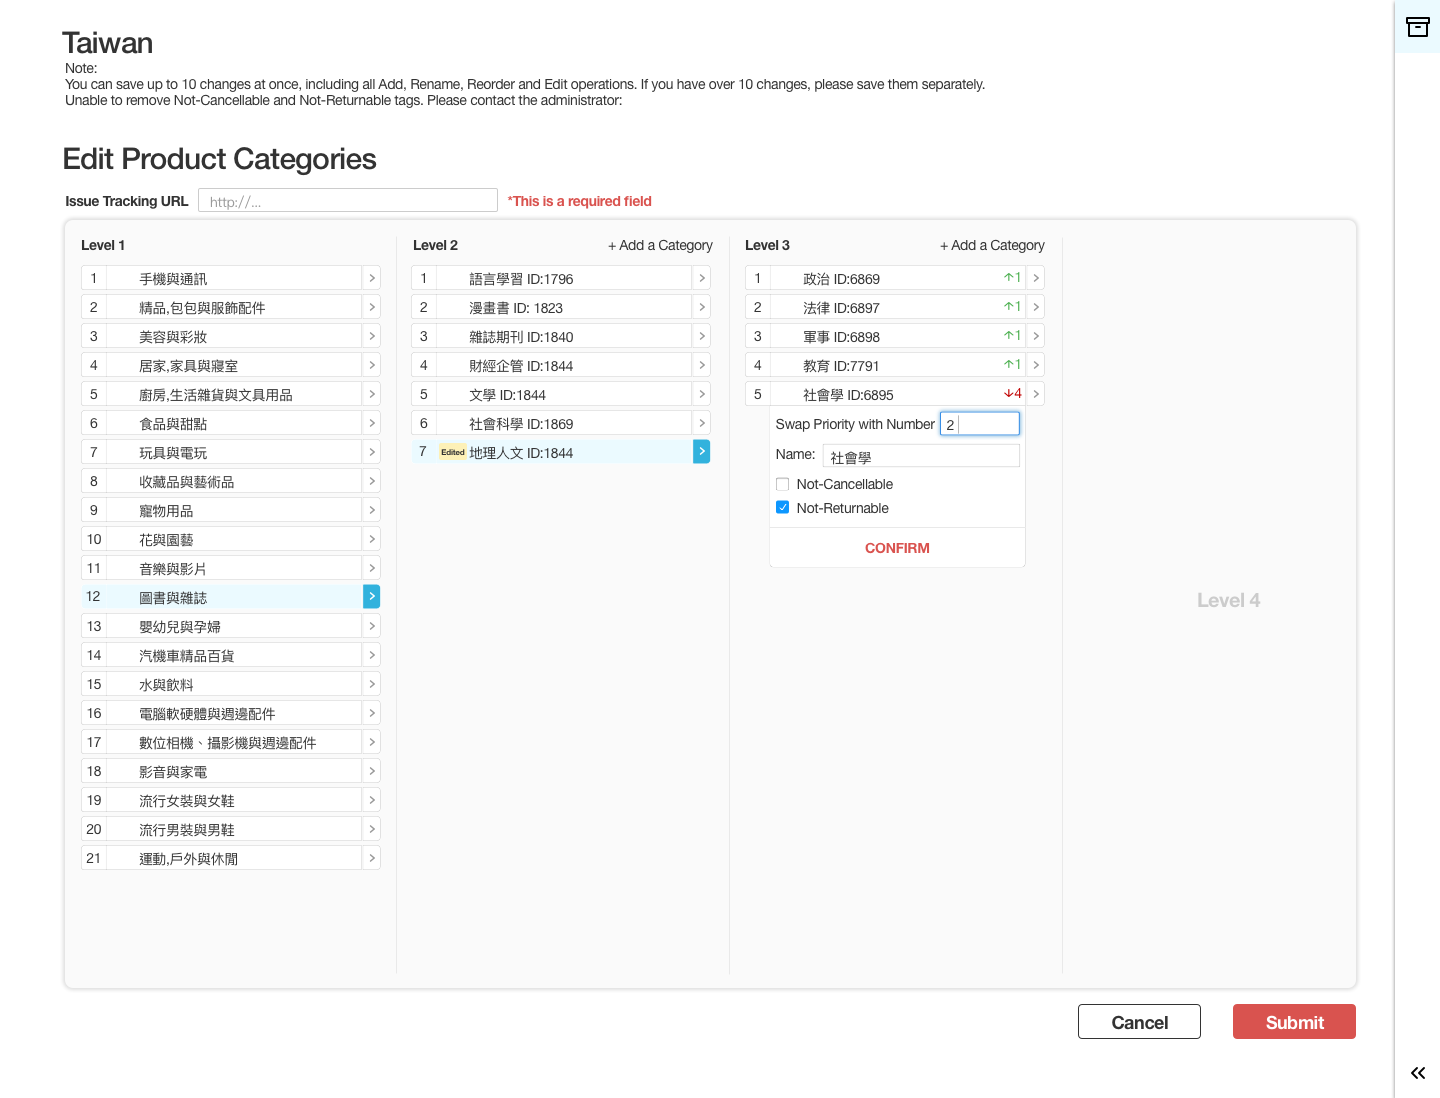 Taiwan
Note:
You can save up to 10 changes at once, including all Add, Rename, Reorder and Edit operations. If you have over 10 changes, please save them separately.
Unable to remove Not-Cancellable and Not-Returnable tags. Please contact the administrator:
Edit Product Categories
Issue Tracking URL http://... *This is a required field
Level 1
1 手機與通訊
2 精品,包包與服飾配件
3 美容與彩妝
4 居家,家具與寢室
5 廚房,生活雜貨與文具用品
6 食品與甜點
7 玩具與電玩
8 收藏品與藝術品
9 寵物用品
10 花與園藝
11 音樂與影片
12 圖書與雜誌
13 嬰幼兒與孕婦
14 汽機車精品百貨
15 水與飲料
16 電腦軟硬體與週邊配件
17 數位相機、攝影機與週邊配件
18 影音與家電
19 流行女裝與女鞋
20 流行男裝與男鞋
21 運動,戶外與休閒
Level 2 + Add a Category
1 語言學習 ID:1796
2 漫畫書 ID: 1823
3 雜誌期刊 ID:1840
4 財經企管 ID:1844
5 文學 ID:1844
6 社會科學 ID:1869
7 Edited 地理人文 ID:1844
Level 3 + Add a Category
1 政治 ID:6869 ↑1
2 法律 ID:6897 ↑1
3 軍事 ID:6898 ↑1
4 教育 ID:7791 ↑1
5 社會學 ID:6895 ↓4
Swap Priority with Number 2
Name: 社會學
Not-Cancellable
Not-Returnable
CONFIRM
Level 4
Cancel Submit